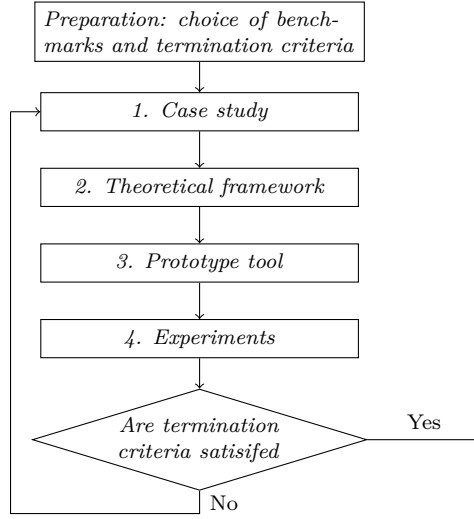 Preparation: choice of bench-
marks and termination criteria
1. Case study
2. Theoretical framework
3. Prototype tool
4. Experiments
Are termination
criteria satisifed
Yes
No